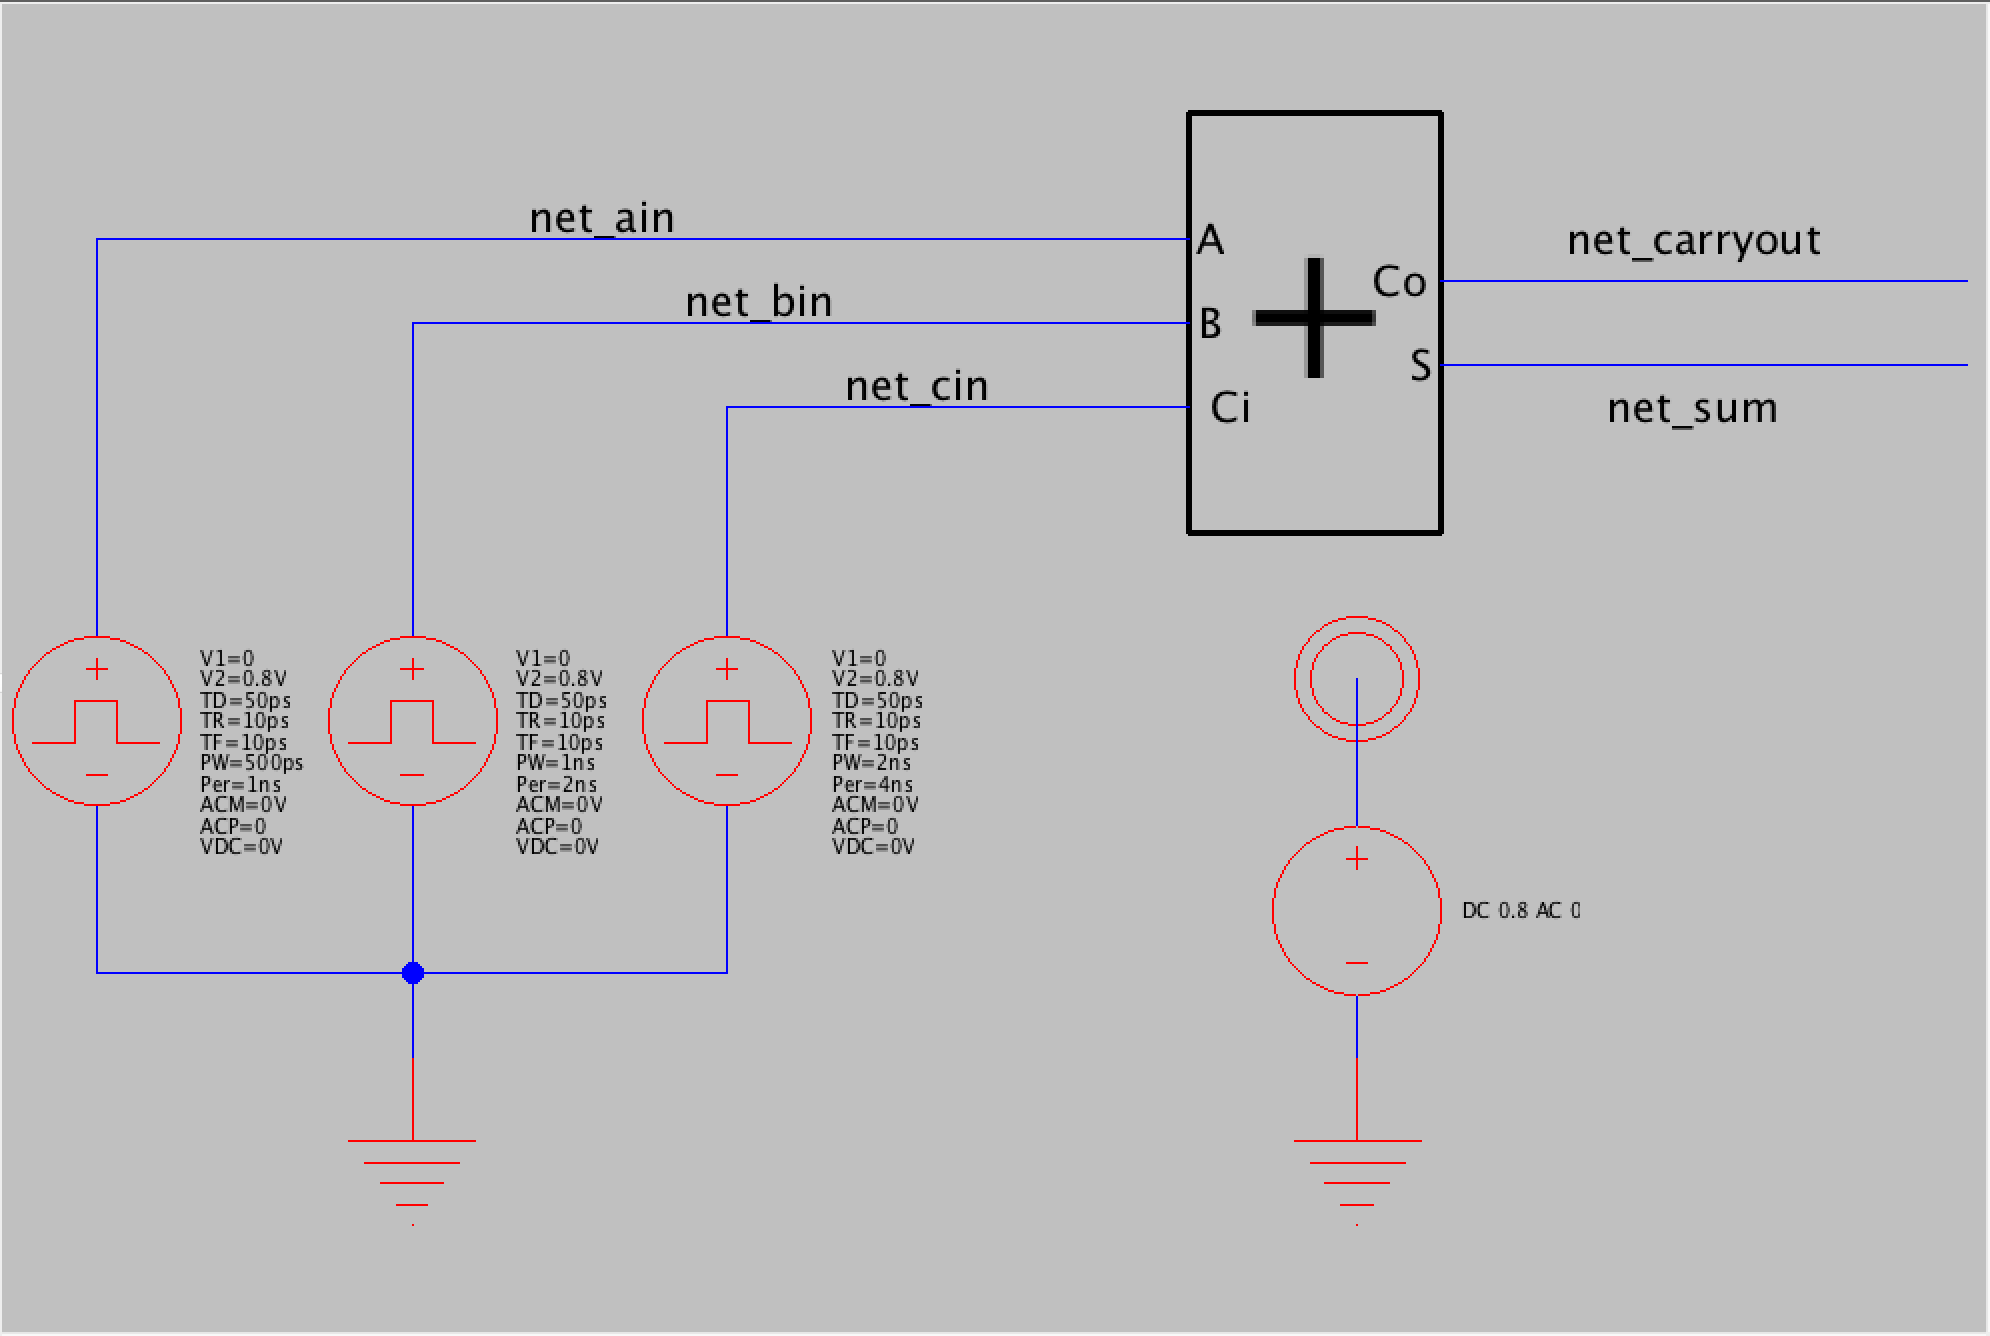 net_ain
net_bin
net_cin
A
B
Ci
Co
S
net_carryout
net_sum
V1=0
V2=0.8V
TD=50ps
TR=10ps
TF=10ps
PW=500ps
Per=1ns
ACM=0V
ACP=0
VDC=0V
V1=0
V2=0.8V
TD=50ps
TR=10ps
TF=10ps
PW=1ns
Per=2ns
ACM=0V
ACP=0
VDC=0V
V1=0
V2=0.8V
TD=50ps
TR=10ps
TF=10ps
PW=2ns
Per=4ns
ACM=0V
ACP=0
VDC=0V
DC 0.8 AC 0